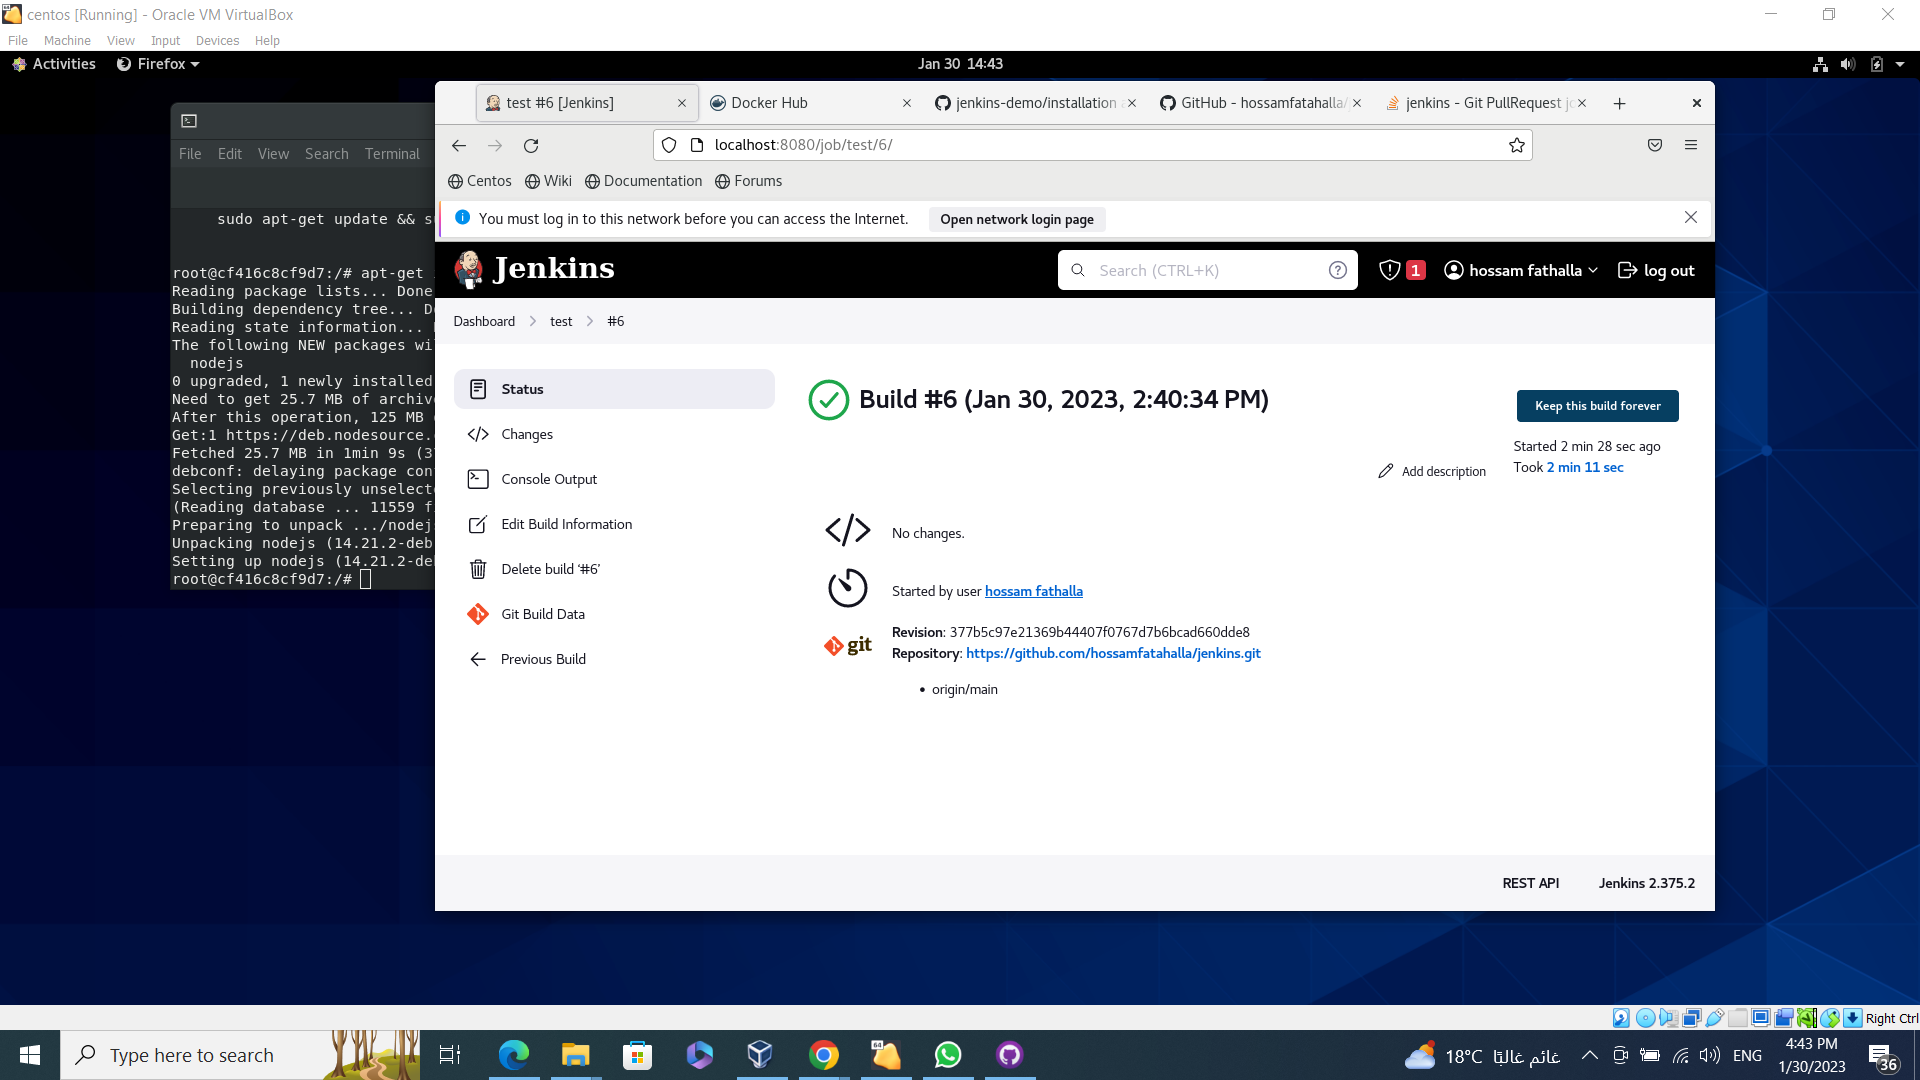 centos [Running] - Oracle VM VirtualBox
File Machine View Input Devices Help
Activities Firefox Jan 30 14:43
test #6 [Jenkins] Docker Hub jenkins-demo/installation GitHub - hossamfatahalla/ jenkins - Git PullRequest
localhost:8080/job/test/6/
Centos Wiki Documentation Forums
You must log in to this network before you can access the Internet. Open network login page
Jenkins Search (CTRL+K) 1 hossam fathalla log out
Dashboard test #6
Status
Changes
Console Output
Edit Build Information
Delete build ‘#6’
Git Build Data
Previous Build
Build #6 (Jan 30, 2023, 2:40:34 PM)
Keep this build forever
Started 2 min 28 sec ago
Took 2 min 11 sec
Add description
No changes.
Started by user hossam fathalla
git
Revision: 377b5c97e21369b44407f0767d7b6bcad660dde8
Repository: https://github.com/hossamfatahalla/jenkins.git
• origin/main
REST API Jenkins 2.375.2
File Edit View Search Terminal
sudo apt-get update &&
root@cf416c8cf9d7:/# apt-get
Reading package lists... Done
Building dependency tree...
Reading state information...
The following NEW packages
nodejs
0 upgraded, 1 newly installed
Need to get 25.7 MB of
After this operation, 125 MB
Get:1 https://deb.nodesource.
Fetched 25.7 MB in 1min 9s
debconf: delaying package
Selecting previously
(Reading database ... 11559
Preparing to unpack
Unpacking nodejs (14.21.2-deb
Setting up nodejs
root@cf416c8cf9d7:/#
Right Ctrl
Type here to search
64
18°C غائم غالبًا
ENG
4:43 PM
1/30/2023
36